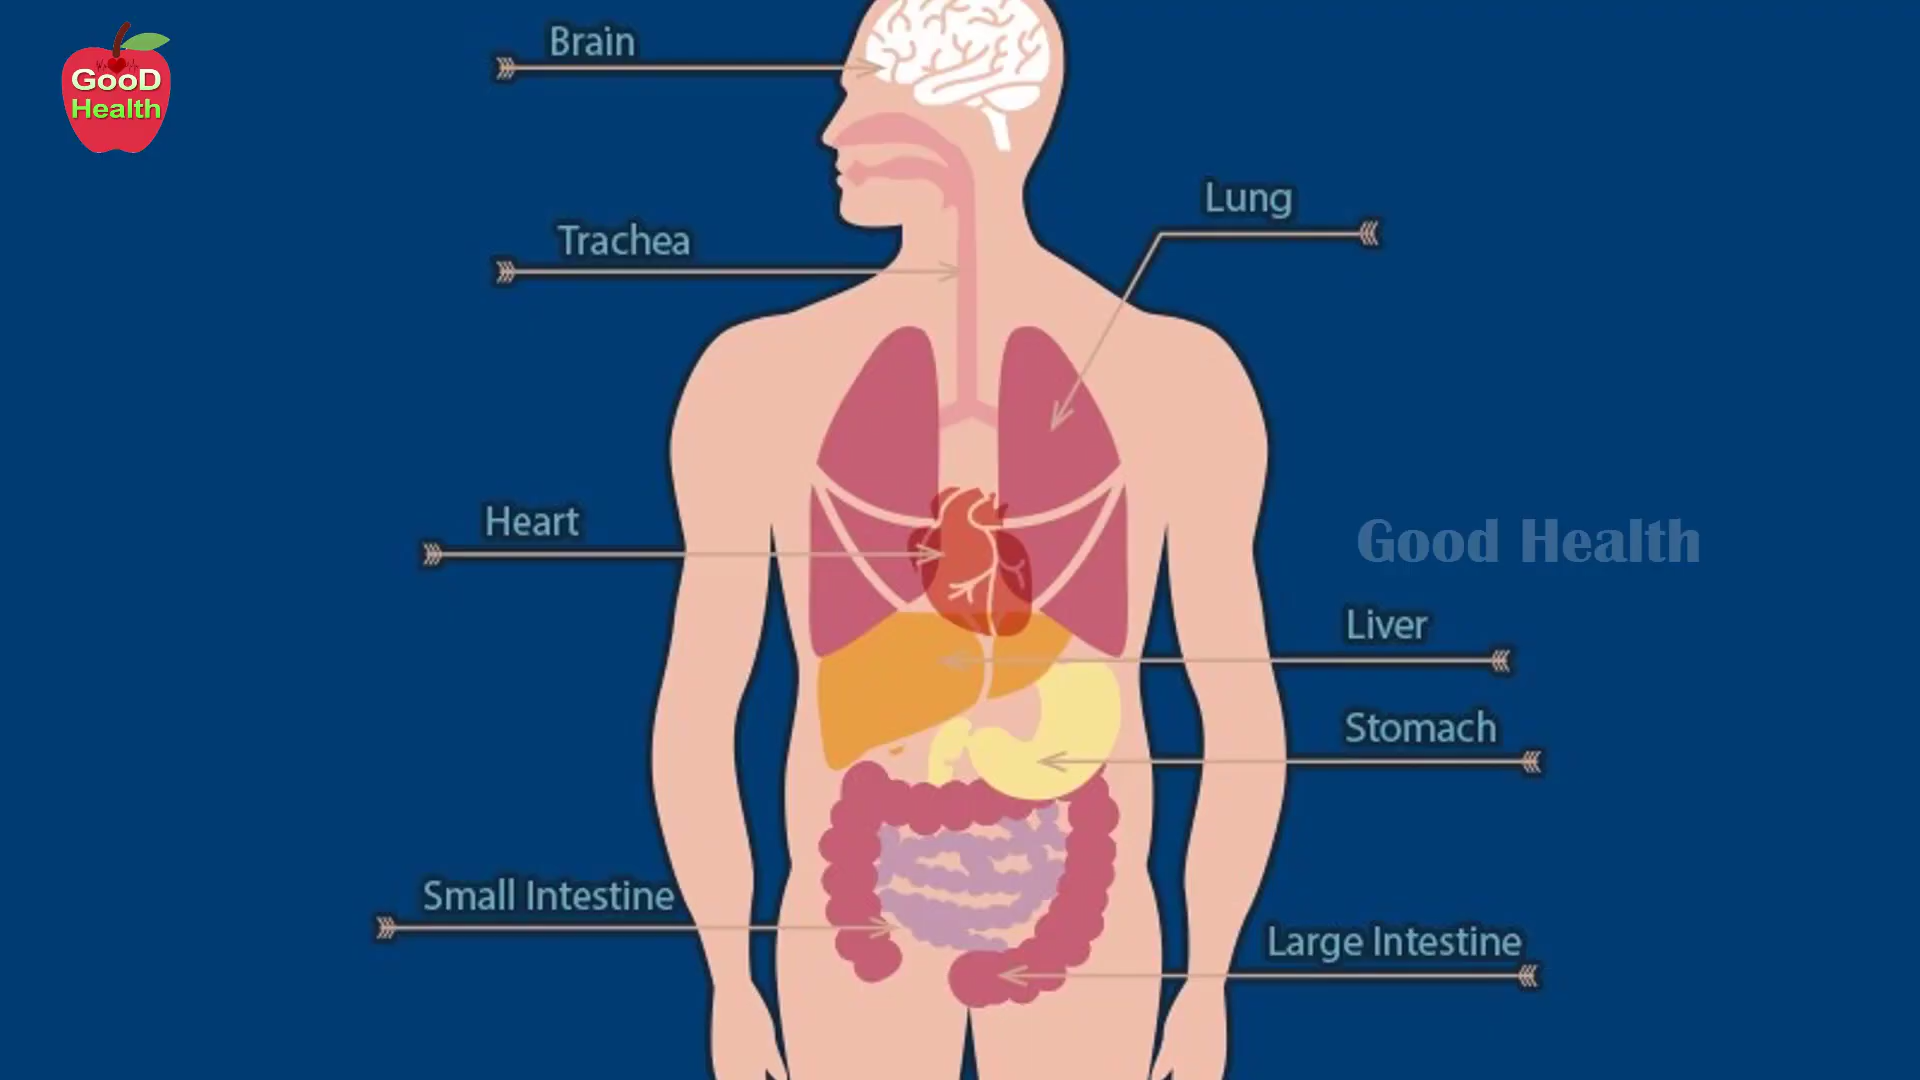 GooD
Health
Brain
Lung
Trachea
Heart
Good Health
Liver
Stomach
Small Intestine
Large Intestine